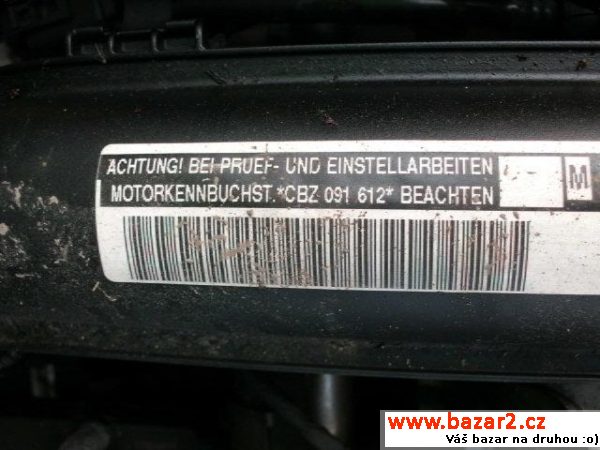 ACHTUNG! BEI PRUEF- UND EINSTELLARBEITEN
M
MOTORKENNBUCHST.*CBZ 091 612* BEACHTEN
www.bazar2.cz
Váš bazar na druhou :o)